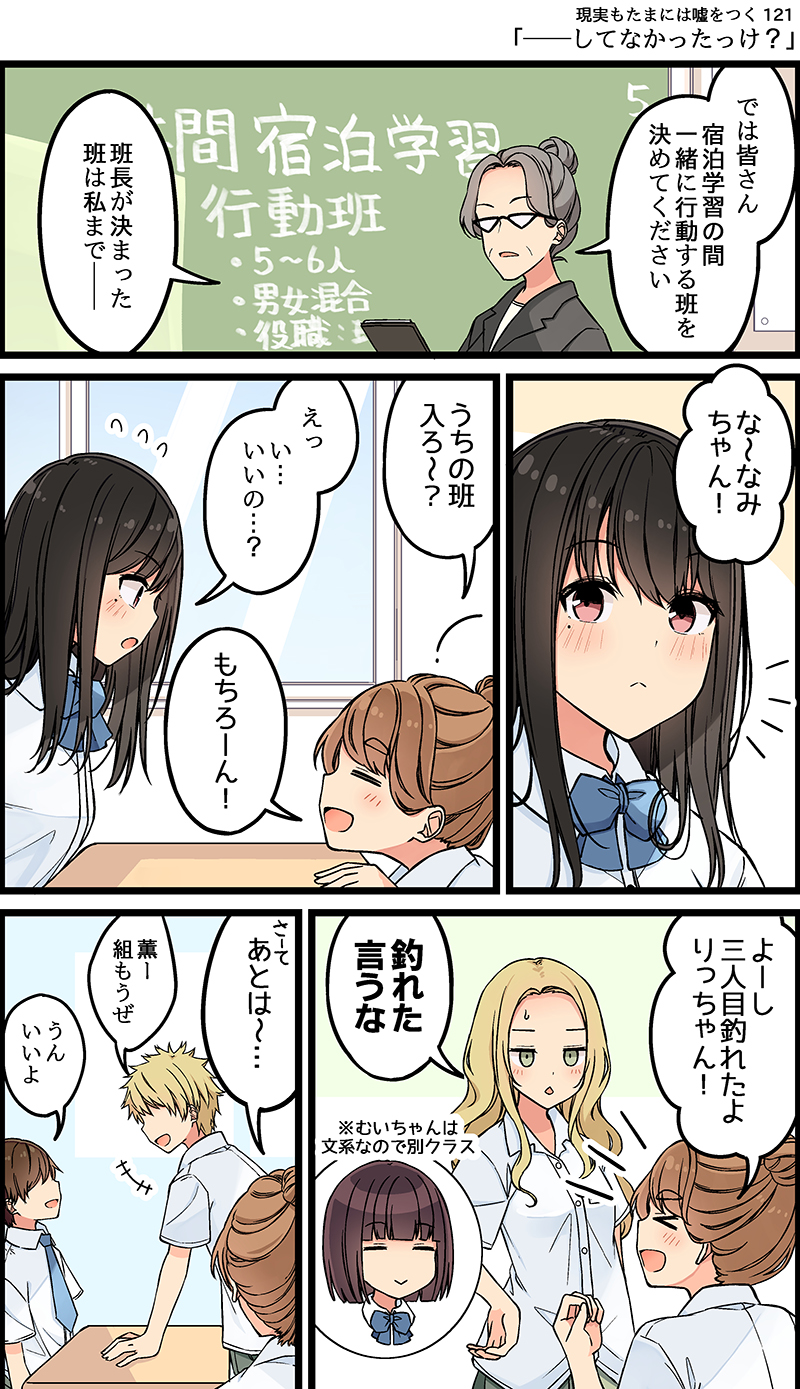 現実もたまには嘘をつく 121
「──してなかったっけ？」
では皆さん
宿泊学習の間
一緒に行動する班を
決めてください
間 宿泊学習
行動班
・5〜6人
・男女混合
・役職：
5
班長が決まった
班は私まで──
な〜なみ
ちゃん！
うちの班
入ろ〜？
えっ
い…
いいの…？
もちろーん！
よーし
三人目釣れたよ
りっちゃん！
釣れた
言うな
※むいちゃんは
文系なので別クラス
さーて
あとは〜…
薫ー
組もうぜ
うん
いいよ